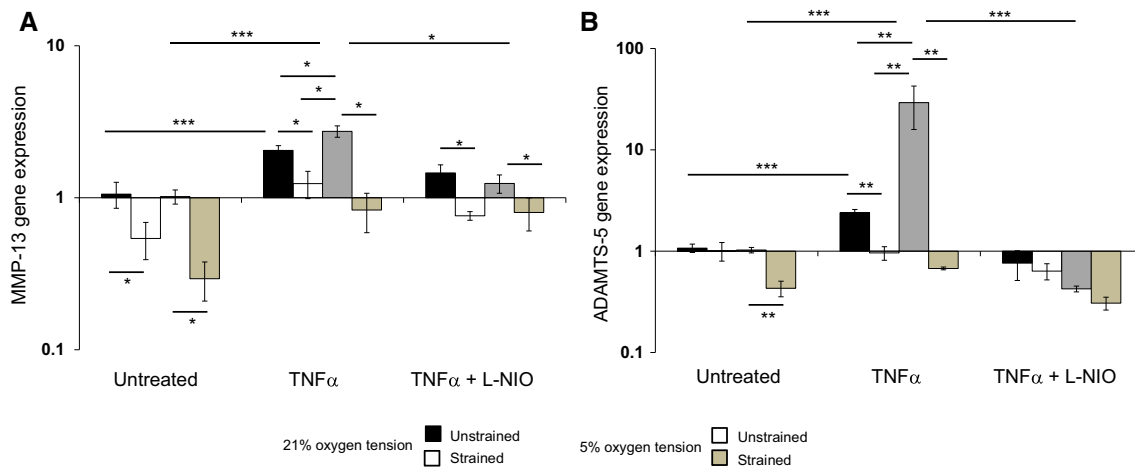 A
MMP-13 gene expression
10
1
0.1
***
*
*
*
*
***
*
*
*
*
*
Untreated
TNFα
TNFα + L-NIO
B
ADAMTS-5 gene expression
100
10
1
0.1
***
***
**
**
**
***
**
**
Untreated
TNFα
TNFα + L-NIO
21% oxygen tension
Unstrained
Strained
5% oxygen tension
Unstrained
Strained